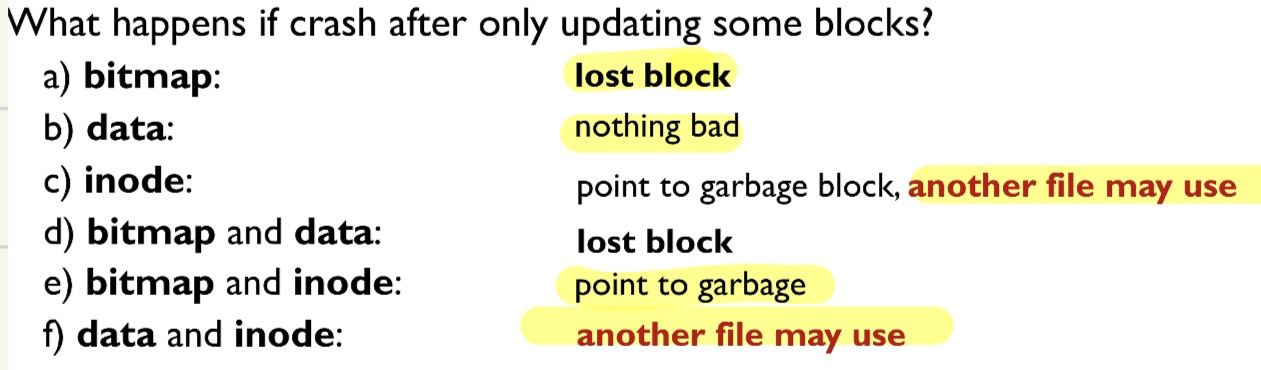 What happens if crash after only updating some blocks?
a) bitmap: lost block
b) data: nothing bad
c) inode: point to garbage block, another file may use
d) bitmap and data: lost block
e) bitmap and inode: point to garbage
f) data and inode: another file may use